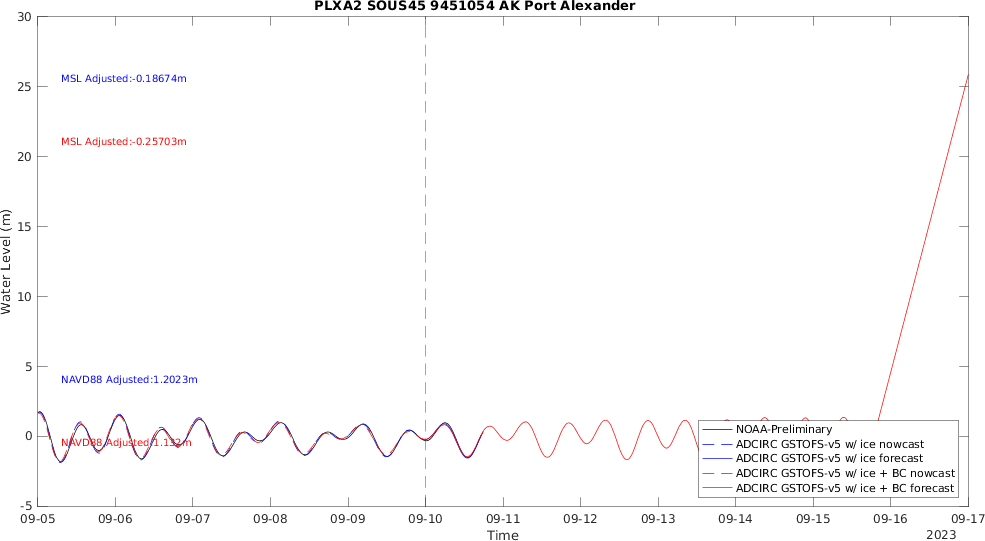 PLXA2 SOUS45 9451054 AK Port Alexander
30
25
20
15
10
5
0
-5
Water Level (m)
MSL Adjusted:-0.18674m
MSL Adjusted:-0.25703m
NAVD88 Adjusted:1.2023m
NAVD88 Adjusted:1.132m
NOAA-Preliminary
ADCIRC GSTOFS-v5 w/ ice nowcast
ADCIRC GSTOFS-v5 w/ ice forecast
ADCIRC GSTOFS-v5 w/ ice + BC nowcast
ADCIRC GSTOFS-v5 w/ ice + BC forecast
09-05 09-06 09-07 09-08 09-09 09-10 09-11 09-12 09-13 09-14 09-15 09-16 09-17
Time
2023